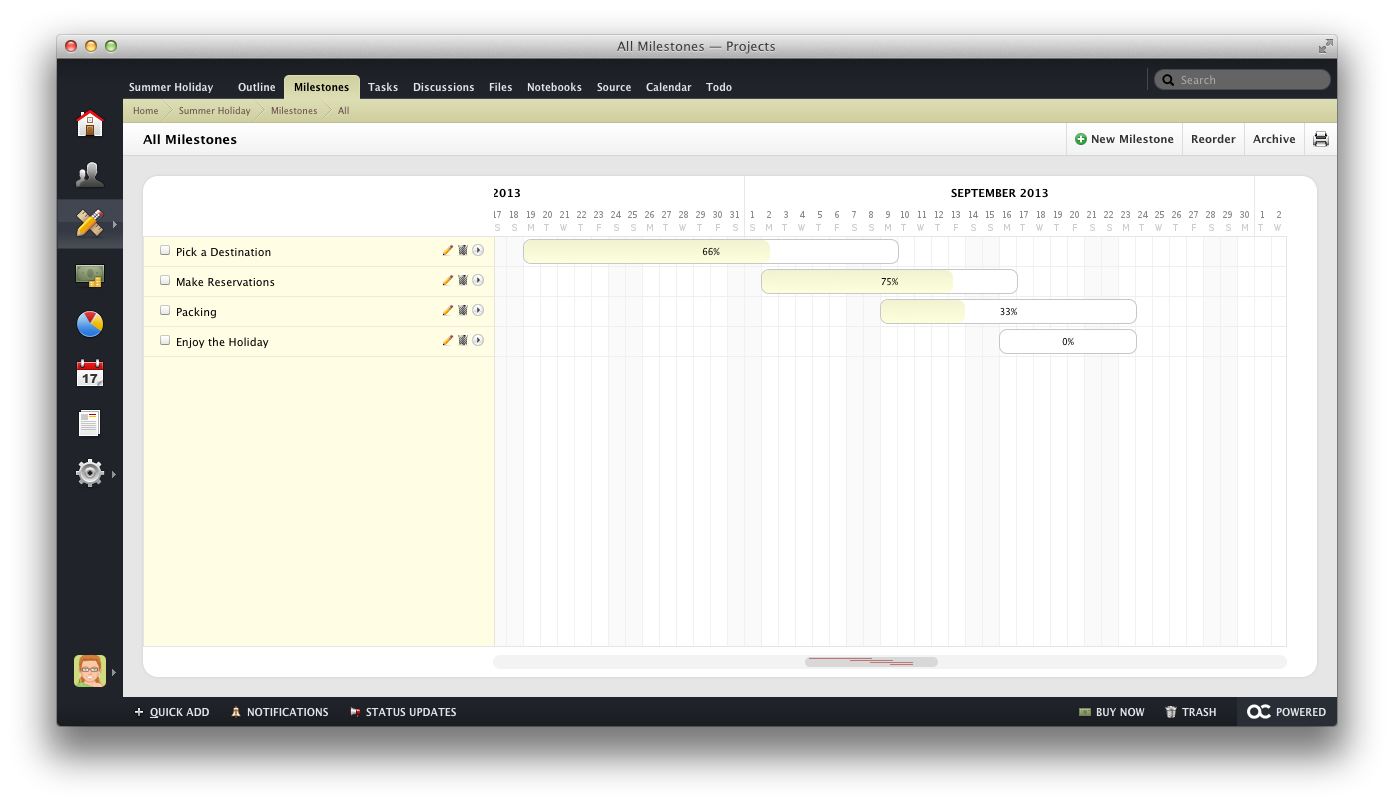 All Milestones — Projects
Summer Holiday Outline Milestones Tasks Discussions Files Notebooks Source Calendar Todo Search
Home Summer Holiday Milestones All
All Milestones New Milestone Reorder Archive
2013 SEPTEMBER 2013
17 18 19 20 21 22 23 24 25 26 27 28 29 30 31 1 2 3 4 5 6 7 8 9 10 11 12 13 14 15 16 17 18 19 20 21 22 23 24 25 26 27 28 29 30 1 2
S S M T W T F S S M T W T F S S M T W T F S S M T W T F S S M T W T F S S M T W T F S S M T W
Pick a Destination 66%
Make Reservations 75%
Packing 33%
Enjoy the Holiday 0%
17
QUICK ADD NOTIFICATIONS STATUS UPDATES BUY NOW TRASH POWERED